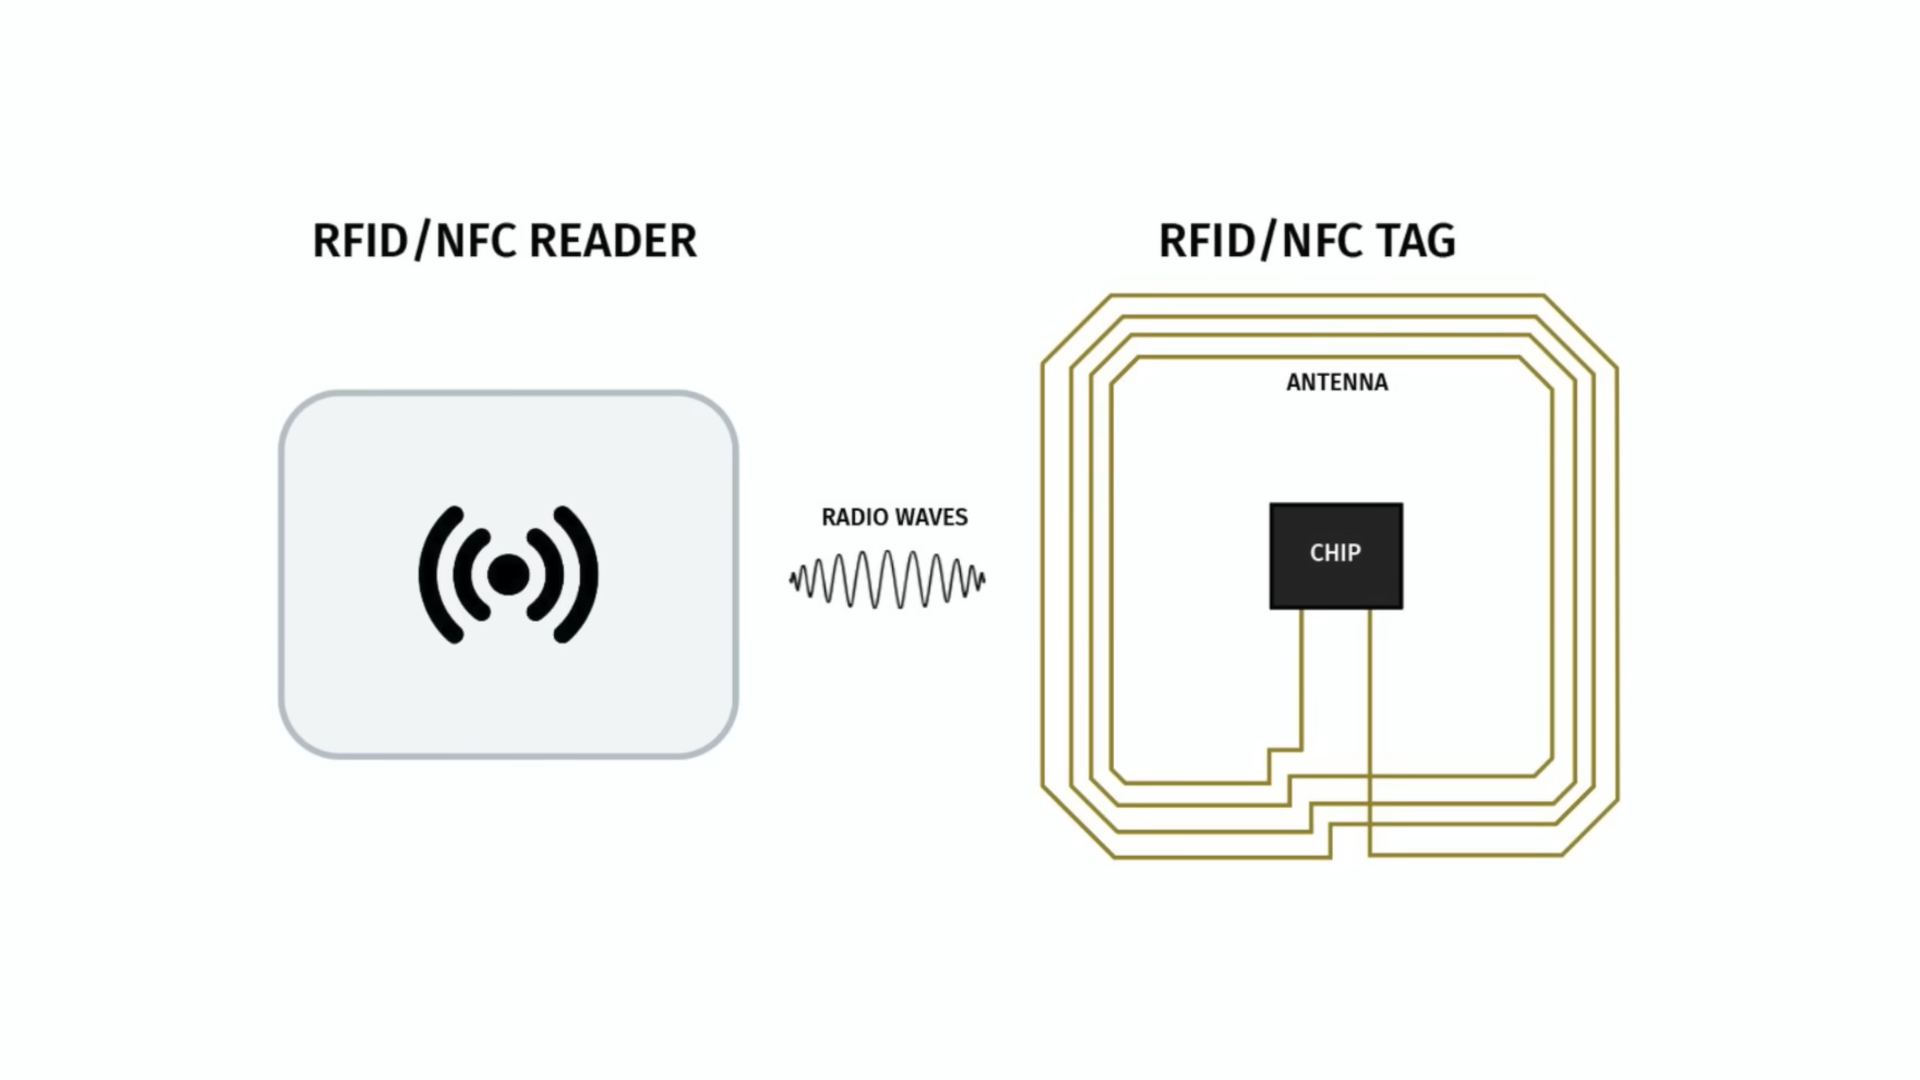 RFID/NFC READER
RFID/NFC TAG
ANTENNA
RADIO WAVES
CHIP